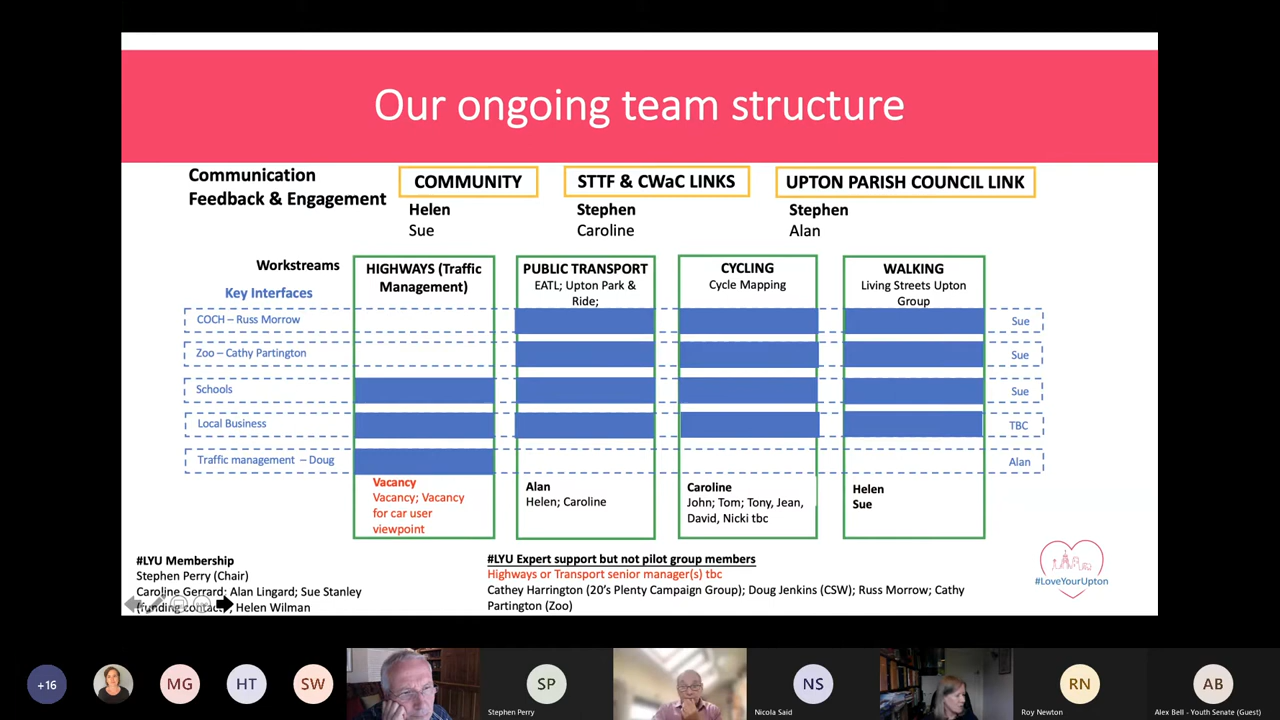 Our ongoing team structure
Communication
Feedback & Engagement
COMMUNITY
Helen
Sue
STTF & CWaC LINKS
Stephen
Caroline
UPTON PARISH COUNCIL LINK
Stephen
Alan
Workstreams
Key Interfaces
HIGHWAYS (Traffic
Management)
PUBLIC TRANSPORT
EATL; Upton Park &
Ride;
CYCLING
Cycle Mapping
WALKING
Living Streets Upton
Group
COCH – Russ Morrow
Sue
Zoo – Cathy Partington
Sue
Schools
Sue
Local Business
TBC
Traffic management – Doug
Alan
Vacancy
Vacancy; Vacancy
for car user
viewpoint
Alan
Helen; Caroline
Caroline
John; Tom; Tony, Jean,
David, Nicki tbc
Helen
Sue
#LYU Membership
Stephen Perry (Chair)
Caroline Gerrard; Alan Lingard; Sue Stanley
(funding contact); Helen Wilman
#LYU Expert support but not pilot group members
Highways or Transport senior manager(s) tbc
Cathey Harrington (20's Plenty Campaign Group); Doug Jenkins (CSW); Russ Morrow; Cathy
Partington (Zoo)
#LoveYourUpton
+16
MG
HT
SW
SP
Stephen Perry
NS
Nicola Said
RN
Roy Newton
AB
Alex Bell - Youth Senate (Guest)